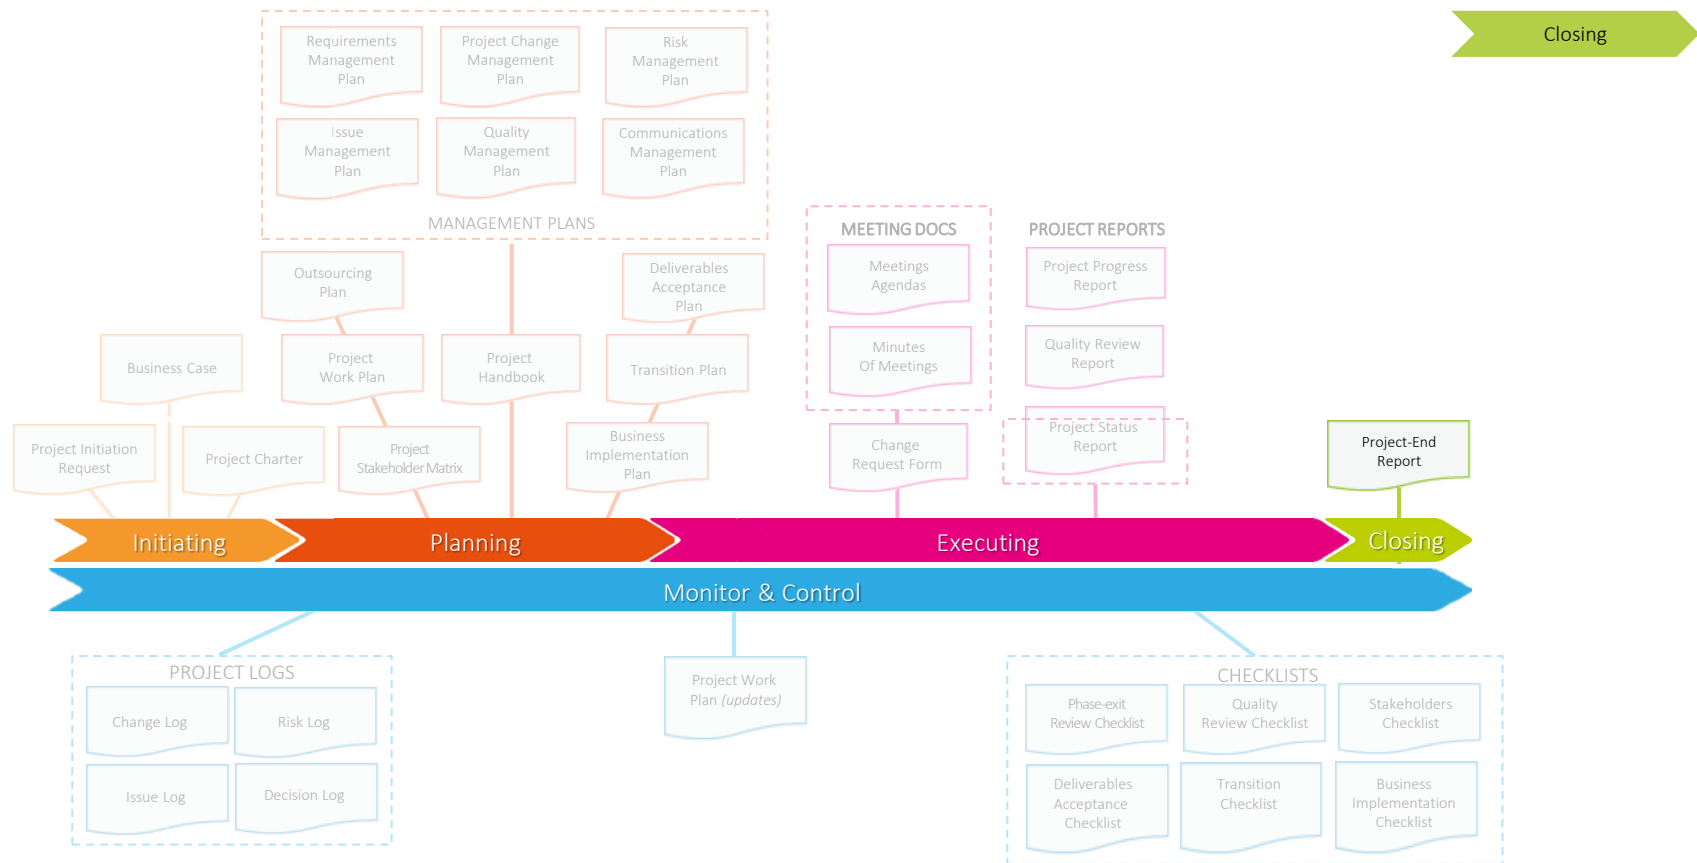 Closing
Requirements
Management
Plan
Project Change
Management
Plan
Risk
Management
Plan
Issue
Management
Plan
Quality
Management
Plan
Communications
Management
Plan
MANAGEMENT PLANS
Outsourcing
Plan
Deliverables
Acceptance
Plan
Business Case
Project
Work Plan
Project
Handbook
Transition Plan
Project Initiation
Request
Project Charter
Project
Stakeholder Matrix
Business
Implementation
Plan
MEETING DOCS
Meetings
Agendas
Minutes
Of Meetings
Change
Request Form
PROJECT REPORTS
Project Progress
Report
Quality Review
Report
Project Status
Report
Project-End
Report
Initiating
Planning
Executing
Closing
Monitor & Control
PROJECT LOGS
Change Log
Risk Log
Issue Log
Decision Log
Project Work
Plan (updates)
CHECKLISTS
Phase-exit
Review Checklist
Quality
Review Checklist
Stakeholders
Checklist
Deliverables
Acceptance
Checklist
Transition
Checklist
Business
Implementation
Checklist